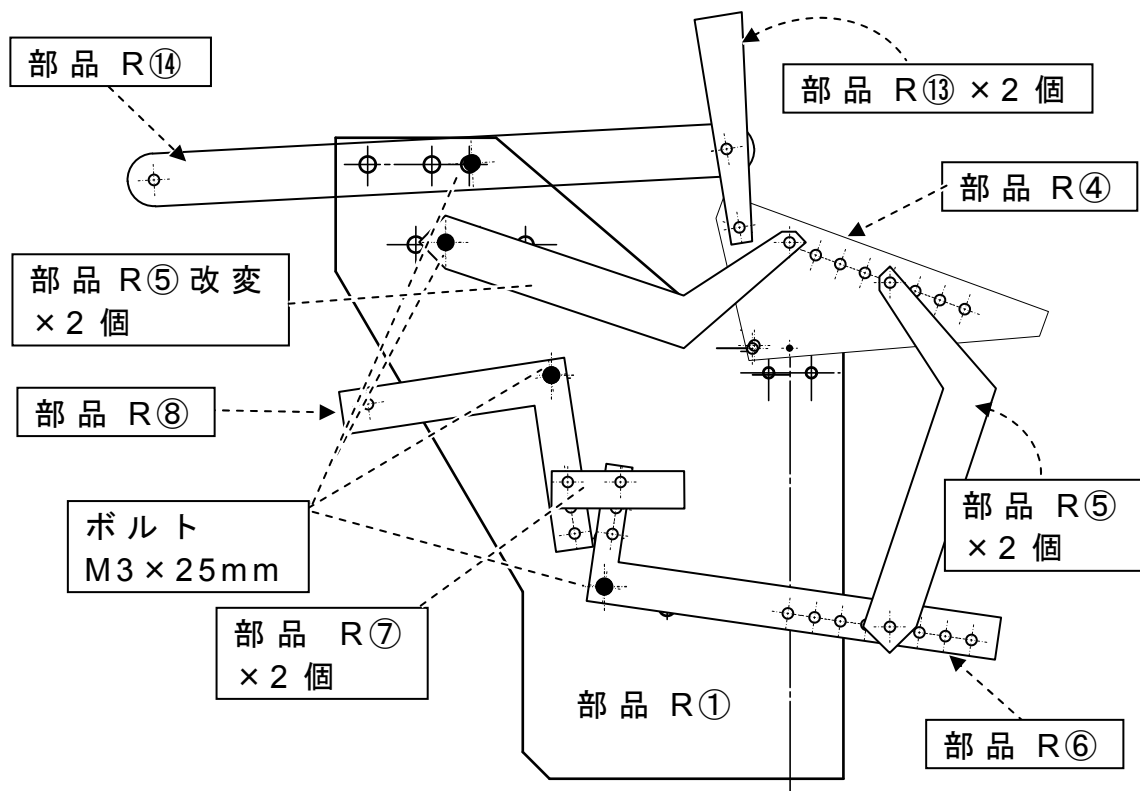 部品 R⑭
部品 R⑬ ×2個
部品 R④
部品 R⑤改変
×2個
部品 R⑧
部品 R⑤
×2個
ボルト
M3×25mm
部品 R⑦
×2個
部品 R①
部品 R⑥